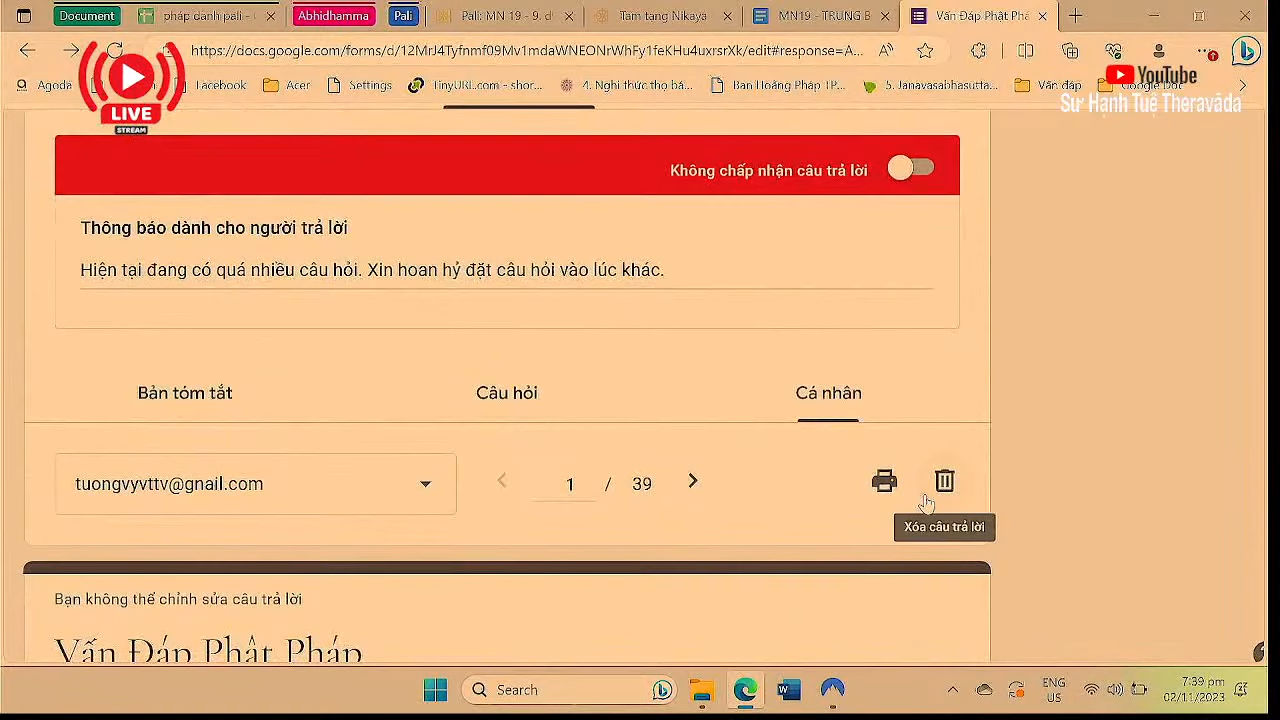 Document
pháp danh pali - c
Abhidhamma
Pali
Pali: MN 19 - 9. d
Tam tạng Nikaya
MN19 - TRUNG B
Vấn Đáp Phật Phá
https://docs.google.com/forms/d/12MrJ4Tyfmf09Mv1mdaWNEONrWhFy1feKHu4uxrsrxk/edit#response=A...
Agoda
Facebook
Acer
Settings
TinyURL.com - shor...
4. Nghi thức thọ bá...
Ban Hoằng Pháp TP...
5. Janavasabhasutta...
Vấn đáp
Google Doc
LIVE
STREAM
YouTube
Sư Hạnh Tuệ Theravāda
Không chấp nhận câu trả lời
Thông báo dành cho người trả lời
Hiện tại đang có quá nhiều câu hỏi. Xin hoan hỷ đặt câu hỏi vào lúc khác.
Bản tóm tắt
Câu hỏi
Cá nhân
tuongvyvttv@gnail.com
1 / 39
Xóa câu trả lời
Bạn không thể chỉnh sửa câu trả lời
Vấn Đáp Phật Pháp
Search
ENG
US
7:39 pm
02/11/2023